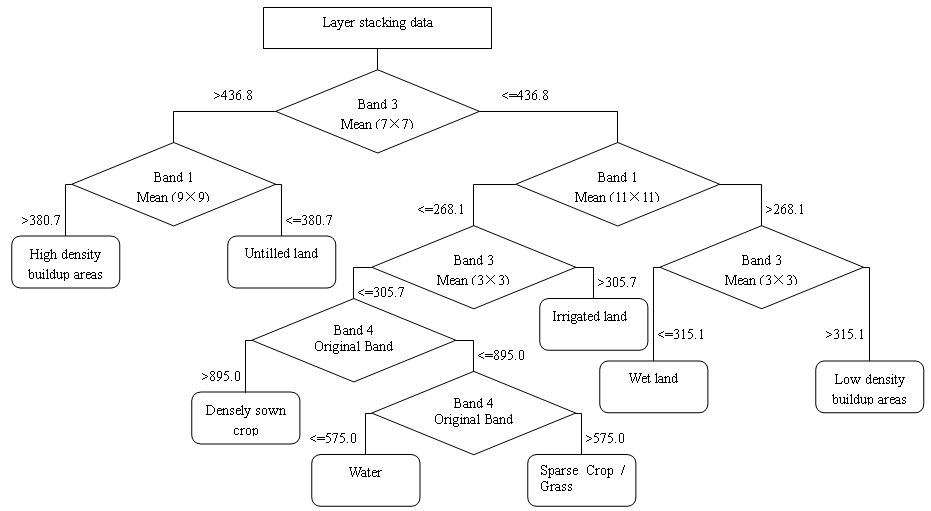 Layer stacking data
>436.8
<=436.8
Band 3
Mean (7×7)
Band 1
Mean (9×9)
Band 1
Mean (11×11)
>380.7
<=380.7
<=268.1
>268.1
High density
buildup areas
Untilled land
Band 3
Mean (3×3)
Band 3
Mean (3×3)
<=305.7
>305.7
Irrigated land
<=315.1
>315.1
Band 4
Original Band
>895.0
<=895.0
Wet land
Low density
buildup areas
Densely sown
crop
Band 4
Original Band
<=575.0
>575.0
Water
Sparse Crop /
Grass